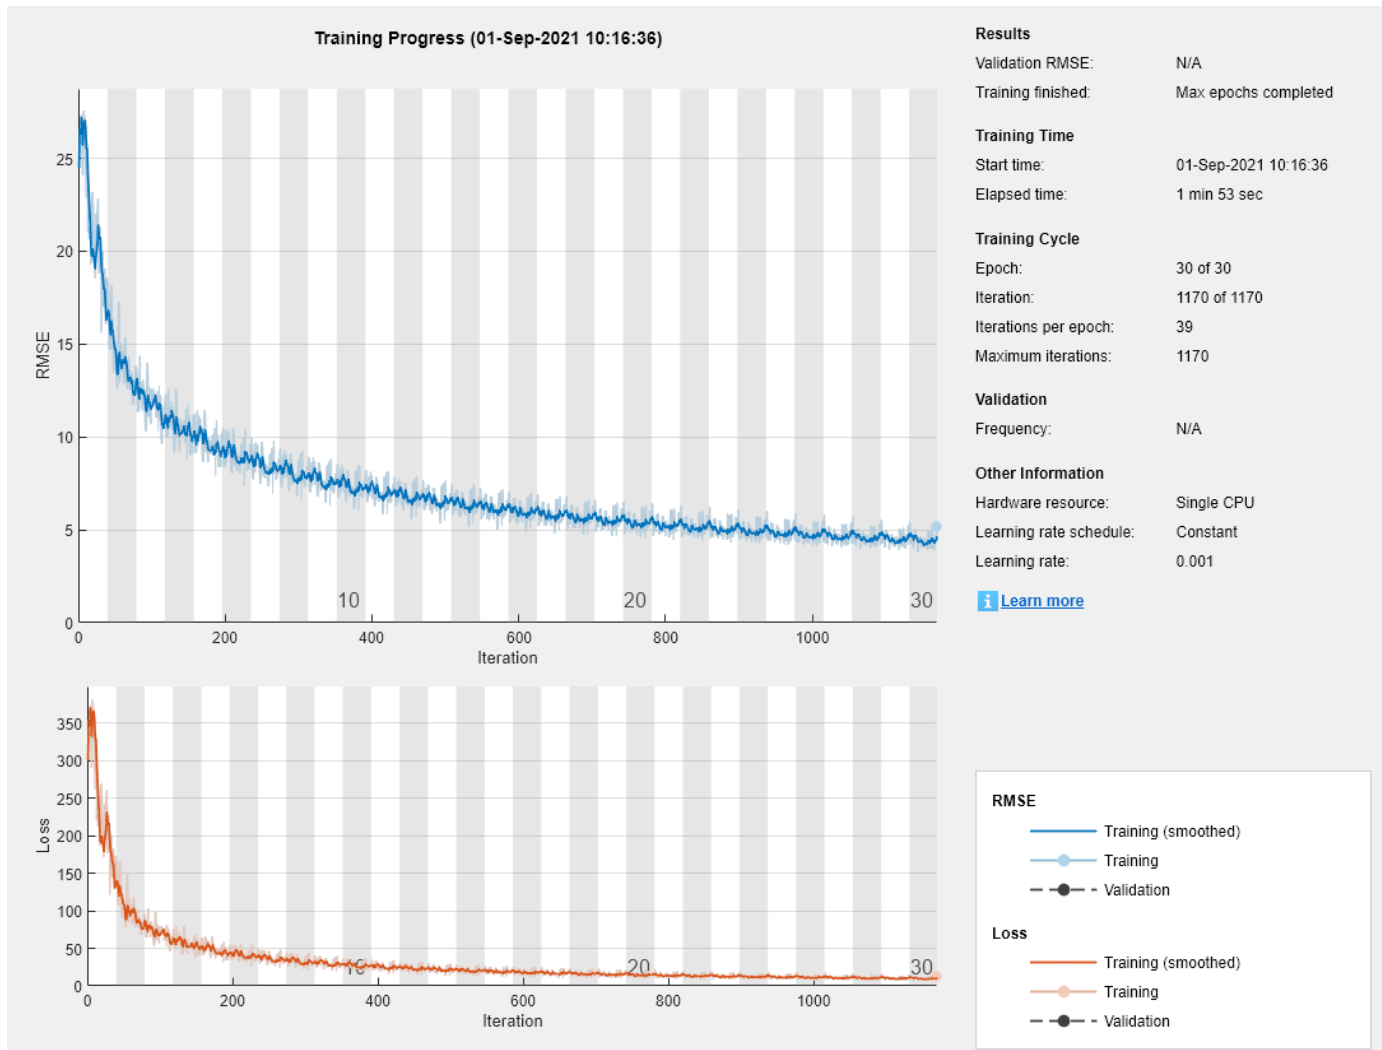 Training Progress (01-Sep-2021 10:16:36)
25
20
15
10
5
0
RMSE
10
20
30
0
200
400
600
800
1000
Iteration
350
300
250
200
150
100
50
0
Loss
10
20
30
0
200
400
600
800
1000
Iteration
Results
Validation RMSE: N/A
Training finished: Max epochs completed
Training Time
Start time: 01-Sep-2021 10:16:36
Elapsed time: 1 min 53 sec
Training Cycle
Epoch: 30 of 30
Iteration: 1170 of 1170
Iterations per epoch: 39
Maximum iterations: 1170
Validation
Frequency: N/A
Other Information
Hardware resource: Single CPU
Learning rate schedule: Constant
Learning rate: 0.001
i Learn more
RMSE
Training (smoothed)
Training
Validation
Loss
Training (smoothed)
Training
Validation